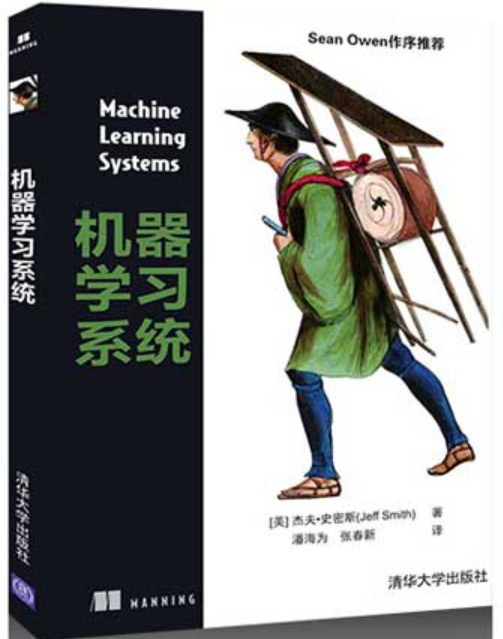 MANNING
机器学习系统
清华大学出版社
Machine
Learning
Systems
机器
学习
系统
MANNING
Sean Owen作序推荐
[美] 杰夫•史密斯(Jeff Smith) 著
潘海为 张春新 译
清华大学出版社